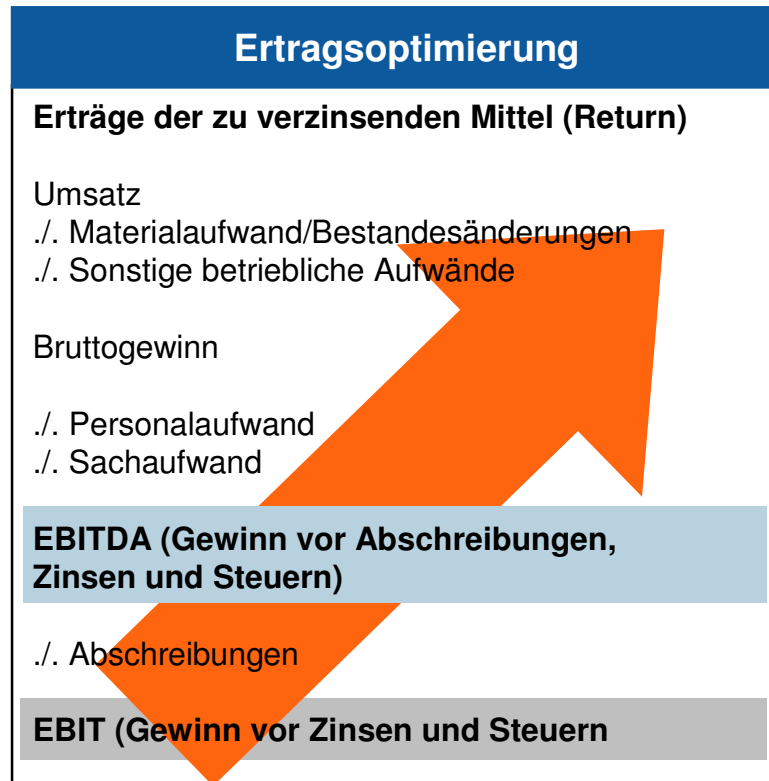 Ertragsoptimierung
Erträge der zu verzinsenden Mittel (Return)
Umsatz
./. Materialaufwand/Bestandesänderungen
./. Sonstige betriebliche Aufwände
Bruttogewinn
./. Personalaufwand
./. Sachaufwand
EBITDA (Gewinn vor Abschreibungen,
Zinsen und Steuern)
./. Abschreibungen
EBIT (Gewinn vor Zinsen und Steuern